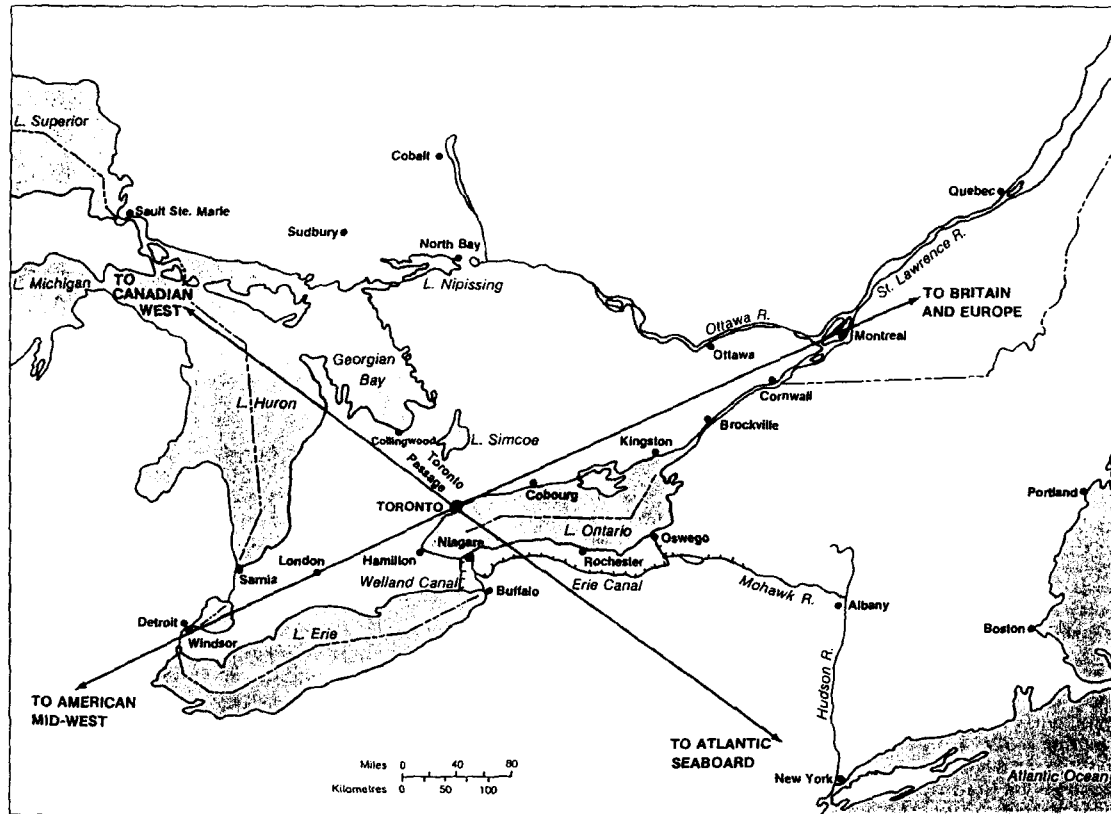 L. Superior
Cobalt
Quebec
Sault Ste. Marie
Sudbury
North Bay
St. Lawrence R.
L. Michigan
L. Nipissing
TO
CANADIAN
WEST
TO BRITAIN
AND EUROPE
Ottawa R.
Ottawa
Montreal
Georgian
Bay
Cornwall
L. Huron
Brockville
Collingwood
L. Simcoe
Kingston
Toronto
Passage
Cobourg
Portland
TORONTO
L. Ontario
Oswego
Hamilton
Niagara
Rochester
London
Sarnia
Welland Canal
Erie Canal
Mohawk R.
Buffalo
Albany
Detroit
Boston
L. Erie
Windsor
Hudson R.
TO AMERICAN
MID-WEST
TO ATLANTIC
SEABOARD
Miles 0 40 80
Kilometres 0 50 100
New York
Atlantic Ocean